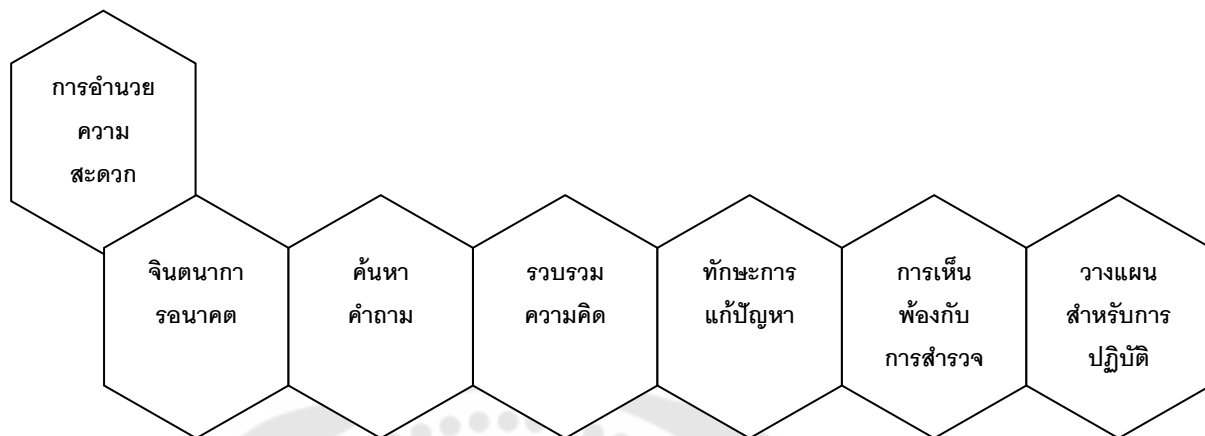 การอำนวย
ความ
สะดวก
จินตนากา
รอนาคต
ค้นหา
คำถาม
รวบรวม
ความคิด
ทักษะการ
แก้ปัญหา
การเห็น
พ้องกับ
การสำรวจ
วางแผน
สำหรับการ
ปฏิบัติ